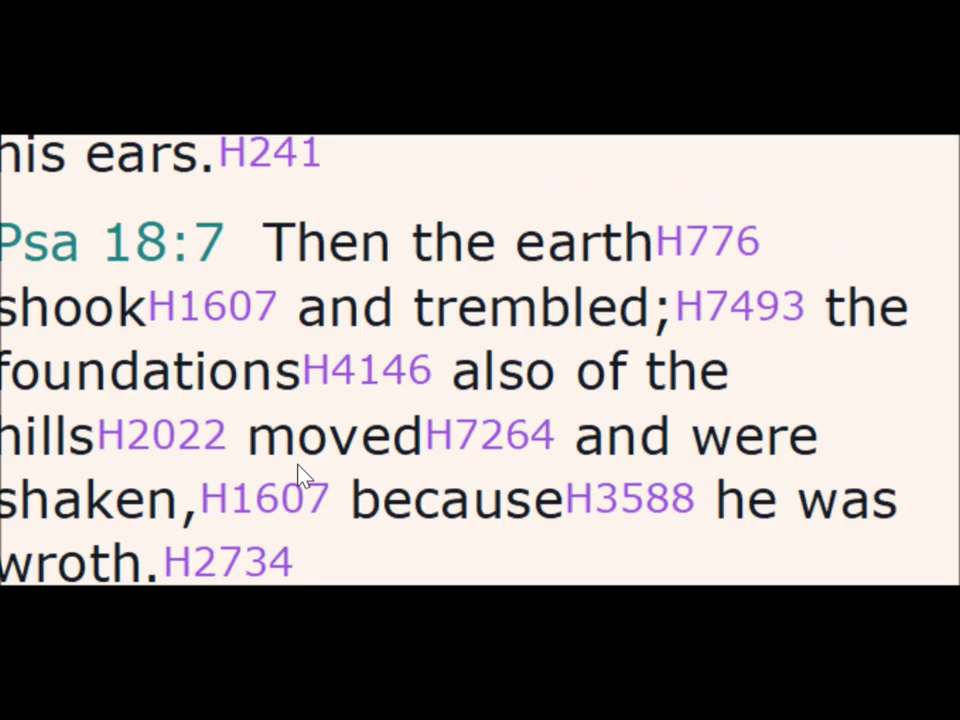 his ears.H241
Psa 18:7 Then the earthH776
shookH1607 and trembled;H7493 the
foundationsH4146 also of the
hillsH2022 movedH7264 and were
shaken,H1607 becauseH3588 he was
wroth.H2734